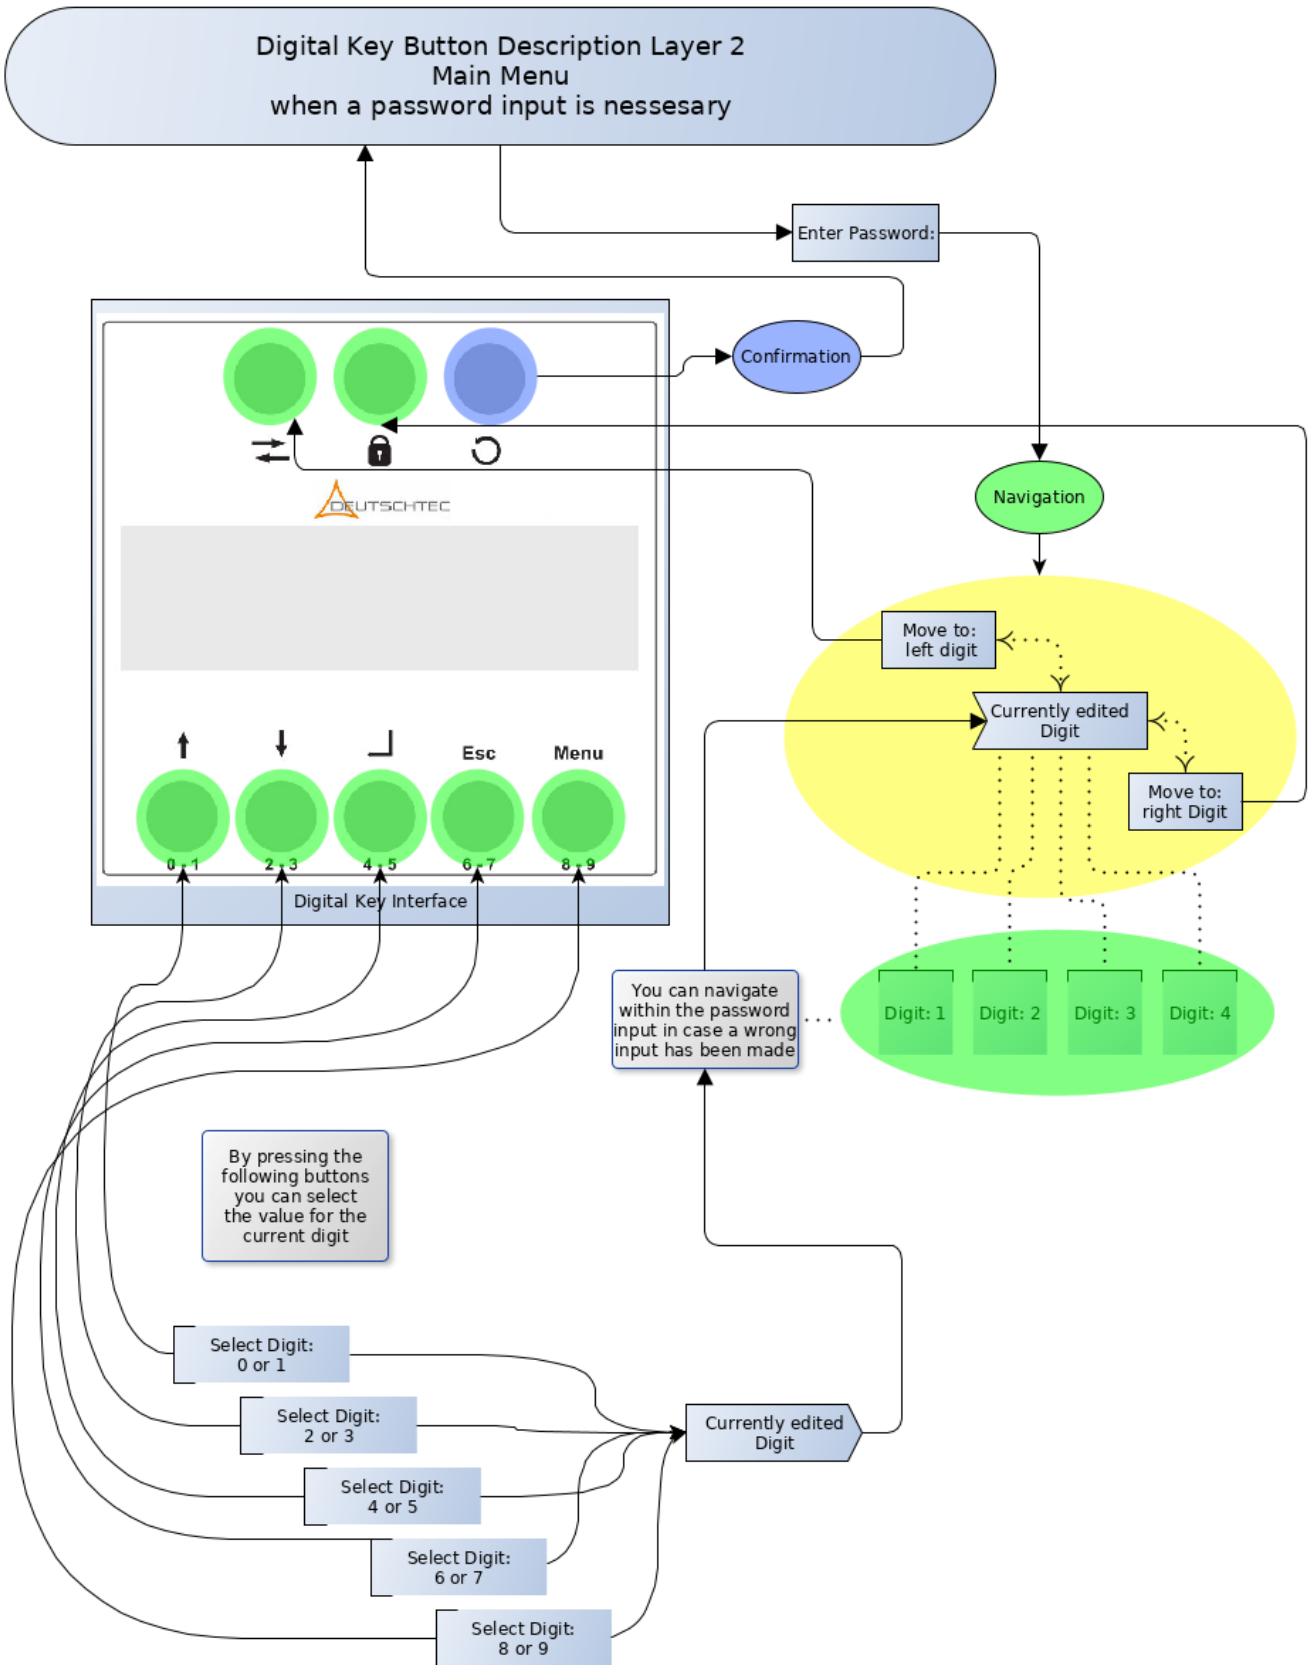 Digital Key Button Description Layer 2
Main Menu
when a password input is nessesary
Enter Password:
Confirmation
Navigation
DEUTSCHTEC
Move to:
left digit
Currently edited
Digit
Move to:
right Digit
Esc
Menu
0 - 1
2 - 3
4 - 5
6 - 7
8 - 9
Digital Key Interface
You can navigate
within the password
input in case a wrong
input has been made
Digit: 1
Digit: 2
Digit: 3
Digit: 4
By pressing the
following buttons
you can select
the value for the
current digit
Select Digit:
0 or 1
Select Digit:
2 or 3
Currently edited
Digit
Select Digit:
4 or 5
Select Digit:
6 or 7
Select Digit:
8 or 9